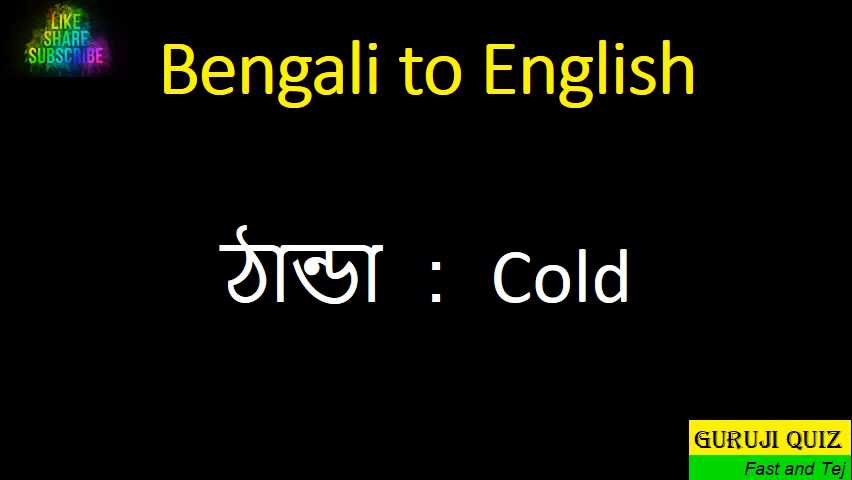 LIKE
SHARE
SUBSCRIBE
Bengali to English
ঠান্ডা : Cold
GURUJI QUIZ
Fast and Tej